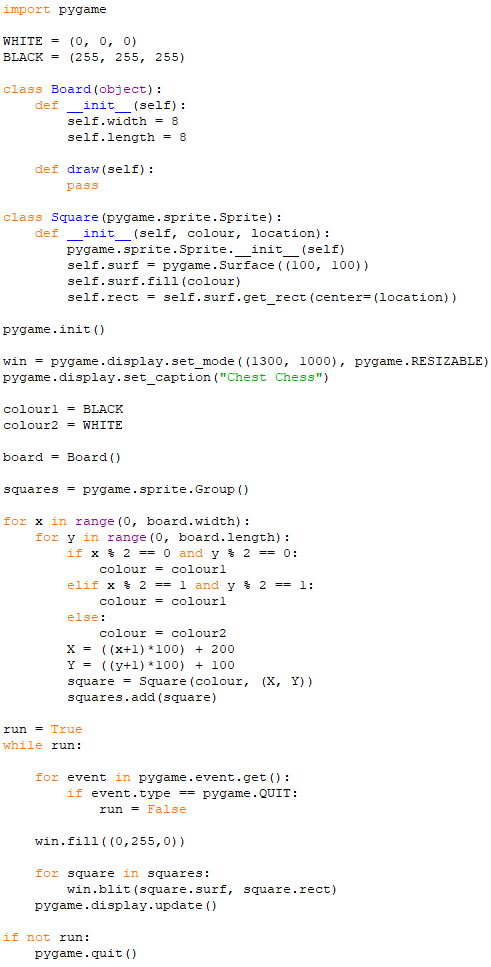 import pygame

WHITE = (0, 0, 0)
BLACK = (255, 255, 255)

class Board(object):
    def __init__(self):
        self.width = 8
        self.length = 8

    def draw(self):
        pass

class Square(pygame.sprite.Sprite):
    def __init__(self, colour, location):
        pygame.sprite.Sprite.__init__(self)
        self.surf = pygame.Surface((100, 100))
        self.surf.fill(colour)
        self.rect = self.surf.get_rect(center=(location))

pygame.init()

win = pygame.display.set_mode((1300, 1000), pygame.RESIZABLE)
pygame.display.set_caption("Chest Chess")

colour1 = BLACK
colour2 = WHITE

board = Board()

squares = pygame.sprite.Group()

for x in range(0, board.width):
    for y in range(0, board.length):
        if x % 2 == 0 and y % 2 == 0:
            colour = colour1
        elif x % 2 == 1 and y % 2 == 1:
            colour = colour1
        else:
            colour = colour2
        X = ((x+1)*100) + 200
        Y = ((y+1)*100) + 100
        square = Square(colour, (X, Y))
        squares.add(square)

run = True
while run:

    for event in pygame.event.get():
        if event.type == pygame.QUIT:
            run = False

    win.fill((0,255,0))

    for square in squares:
        win.blit(square.surf, square.rect)
    pygame.display.update()

if not run:
    pygame.quit()